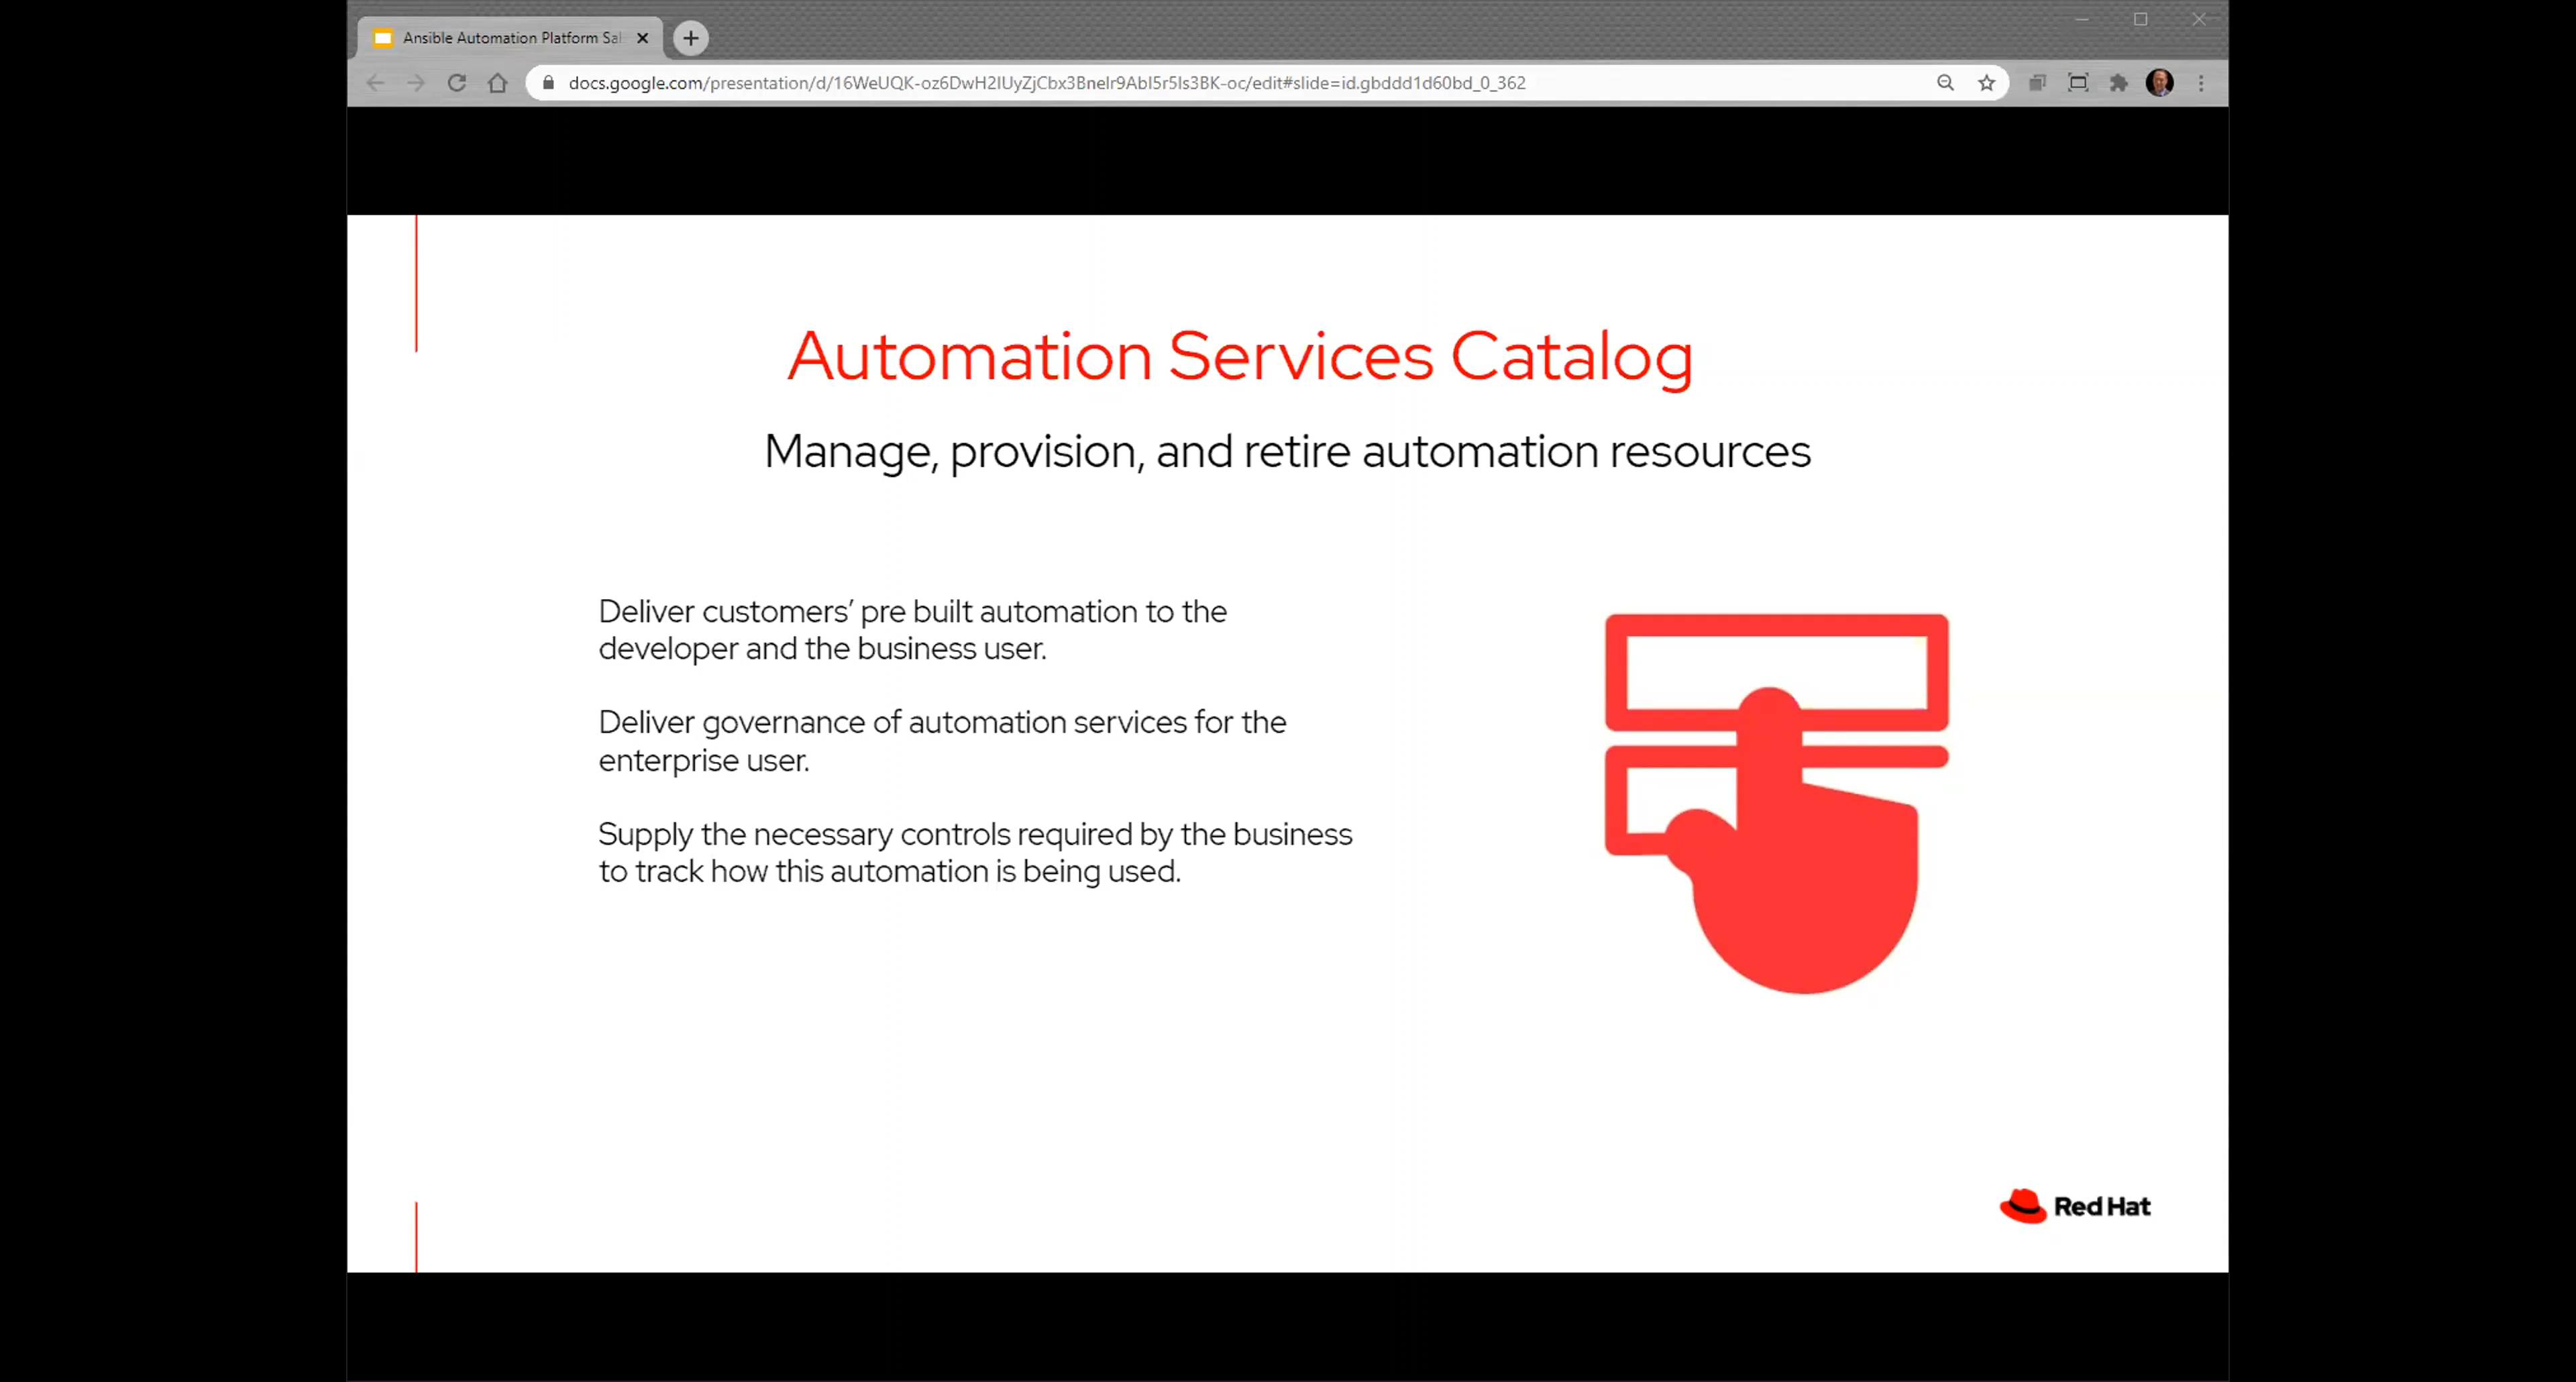 Ansible Automation Platform Sal
docs.google.com/presentation/d/16WeUQK-oz6DwH2IUyZjCbx3Bnelr9AbI5r5Is3BK-oc/edit#slide=id.gbddd1d60bd_0_362
Automation Services Catalog
Manage, provision, and retire automation resources
Deliver customers’ pre built automation to the
developer and the business user.
Deliver governance of automation services for the
enterprise user.
Supply the necessary controls required by the business
to track how this automation is being used.
Red Hat